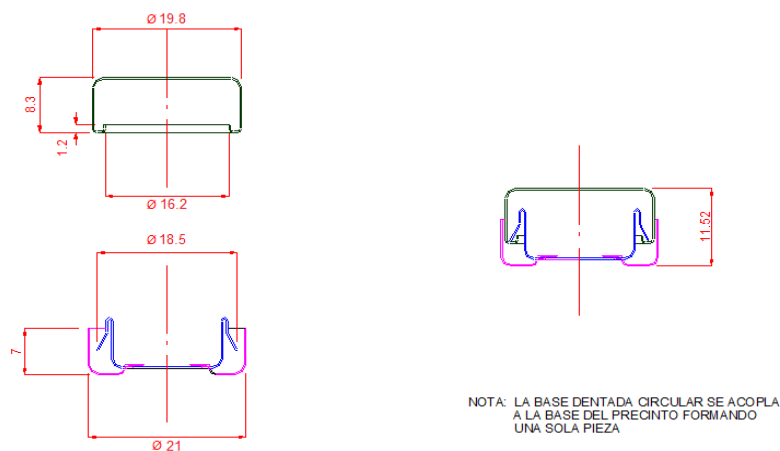 Ø 19.8
8.3
1.2
Ø 16.2
Ø 18.5
11.52
7
Ø 21
NOTA: LA BASE DENTADA CIRCULAR SE ACOPLA
A LA BASE DEL PRECINTO FORMANDO
UNA SOLA PIEZA